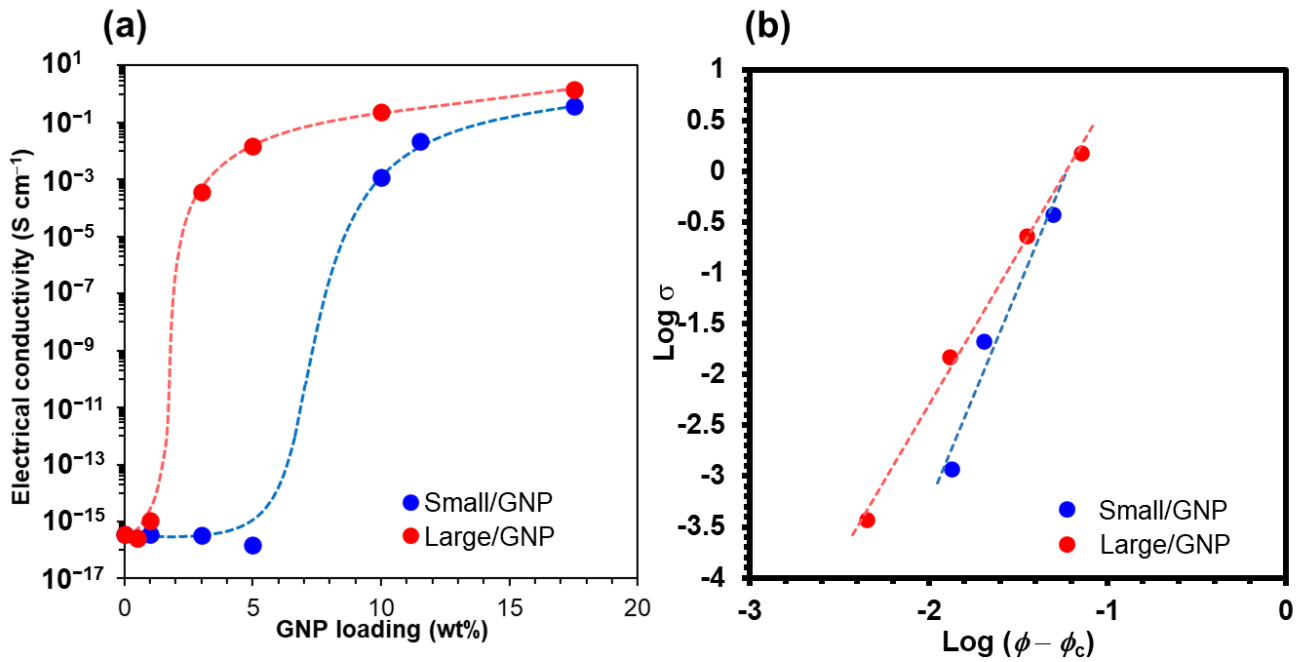 (a)
Electrical conductivity (S cm⁻¹)
10¹
10⁻¹
10⁻³
10⁻⁵
10⁻⁷
10⁻⁹
10⁻¹¹
10⁻¹³
10⁻¹⁵
10⁻¹⁷
Small/GNP
Large/GNP
0 5 10 15 20
GNP loading (wt%)
(b)
Log σ
1
0.5
0
-0.5
-1
-1.5
-2
-2.5
-3
-3.5
-4
Small/GNP
Large/GNP
-3 -2 -1 0
Log (ϕ – ϕc)